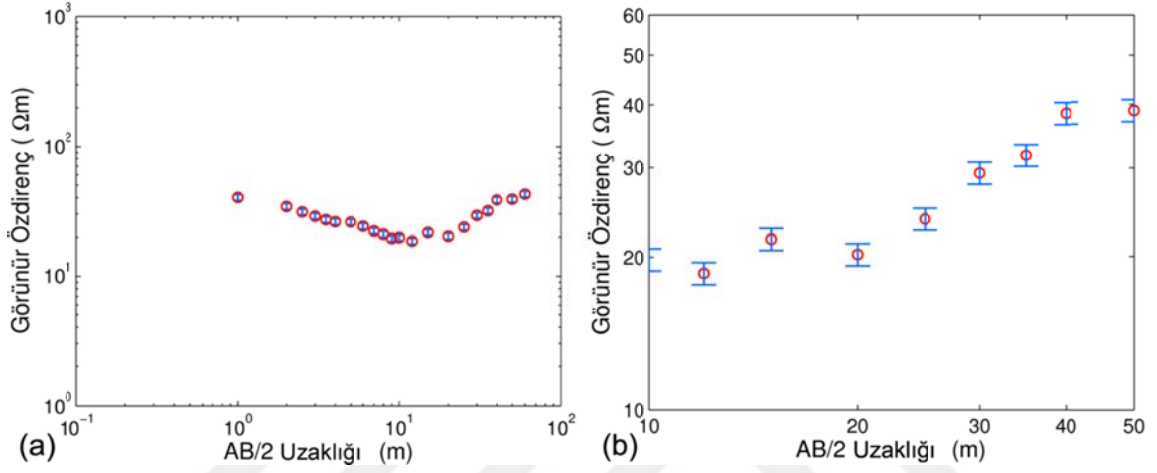 10³
10²
10¹
10⁰
Görünür Özdirenç ( Ωm)
10⁻¹ 10⁰ 10¹ 10²
AB/2 Uzaklığı (m)
(a)
60
50
40
30
20
10
Görünür Özdirenç ( Ωm)
10 20 30 40 50
AB/2 Uzaklığı (m)
(b)